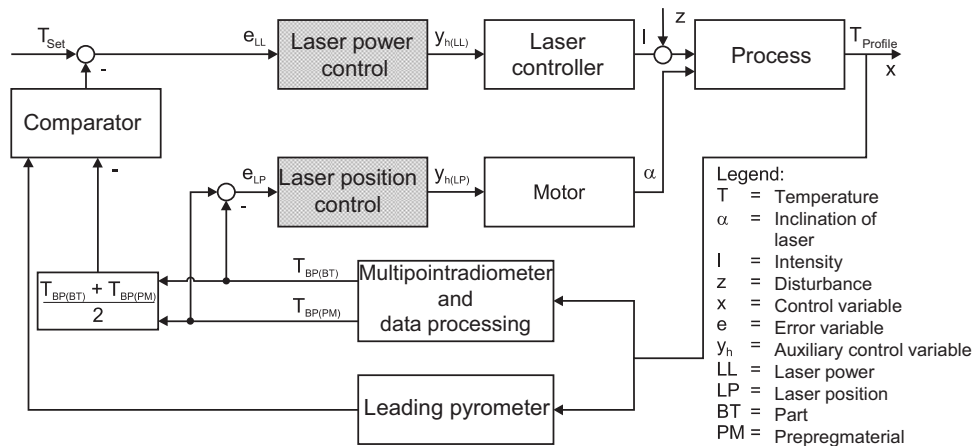 T_Set
-
e_LL
Laser power
control
y_h(LL)
Laser
controller
I
z
Process
T_Profile
x
Comparator
-
e_LP
-
Laser position
control
y_h(LP)
Motor
α
T_BP(BT) + T_BP(PM)
2
T_BP(BT)
T_BP(PM)
Multipointradiometer
and
data processing
Leading pyrometer
Legend:
T = Temperature
α = Inclination of
laser
I = Intensity
z = Disturbance
x = Control variable
e = Error variable
y_h = Auxiliary control variable
LL = Laser power
LP = Laser position
BT = Part
PM = Prepregmaterial